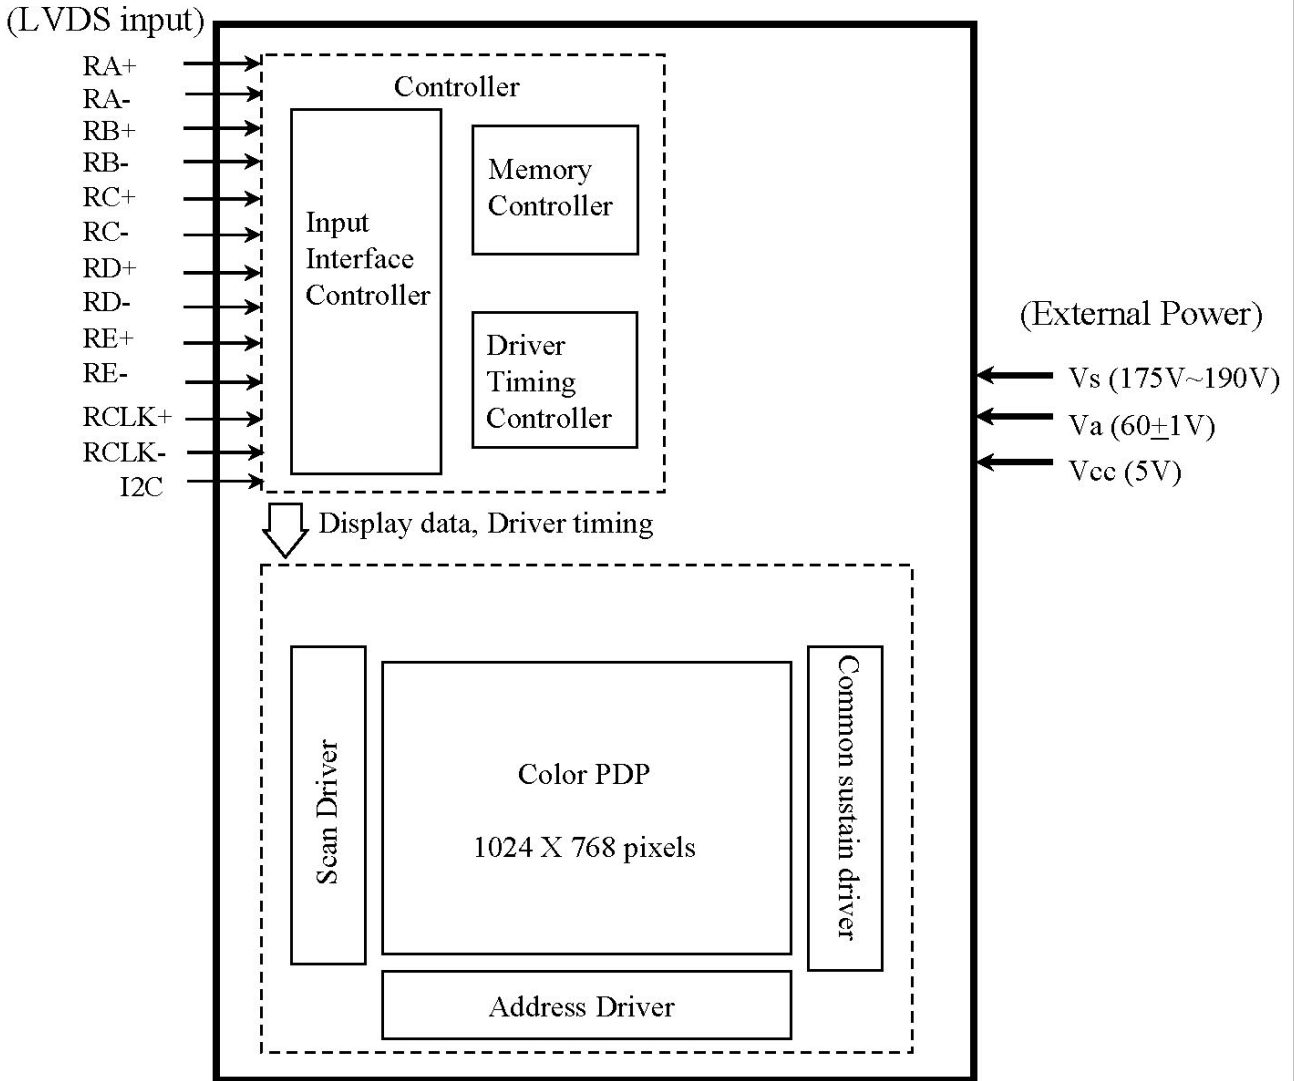 (LVDS input)
RA+
RA-
RB+
RB-
RC+
RC-
RD+
RD-
RE+
RE-
RCLK+
RCLK-
I2C
Controller
Input
Interface
Controller
Memory
Controller
Driver
Timing
Controller
(External Power)
Vs (175V~190V)
Va (60±1V)
Vcc (5V)
Display data, Driver timing
Scan Driver
Color PDP
1024 X 768 pixels
Common sustain driver
Address Driver